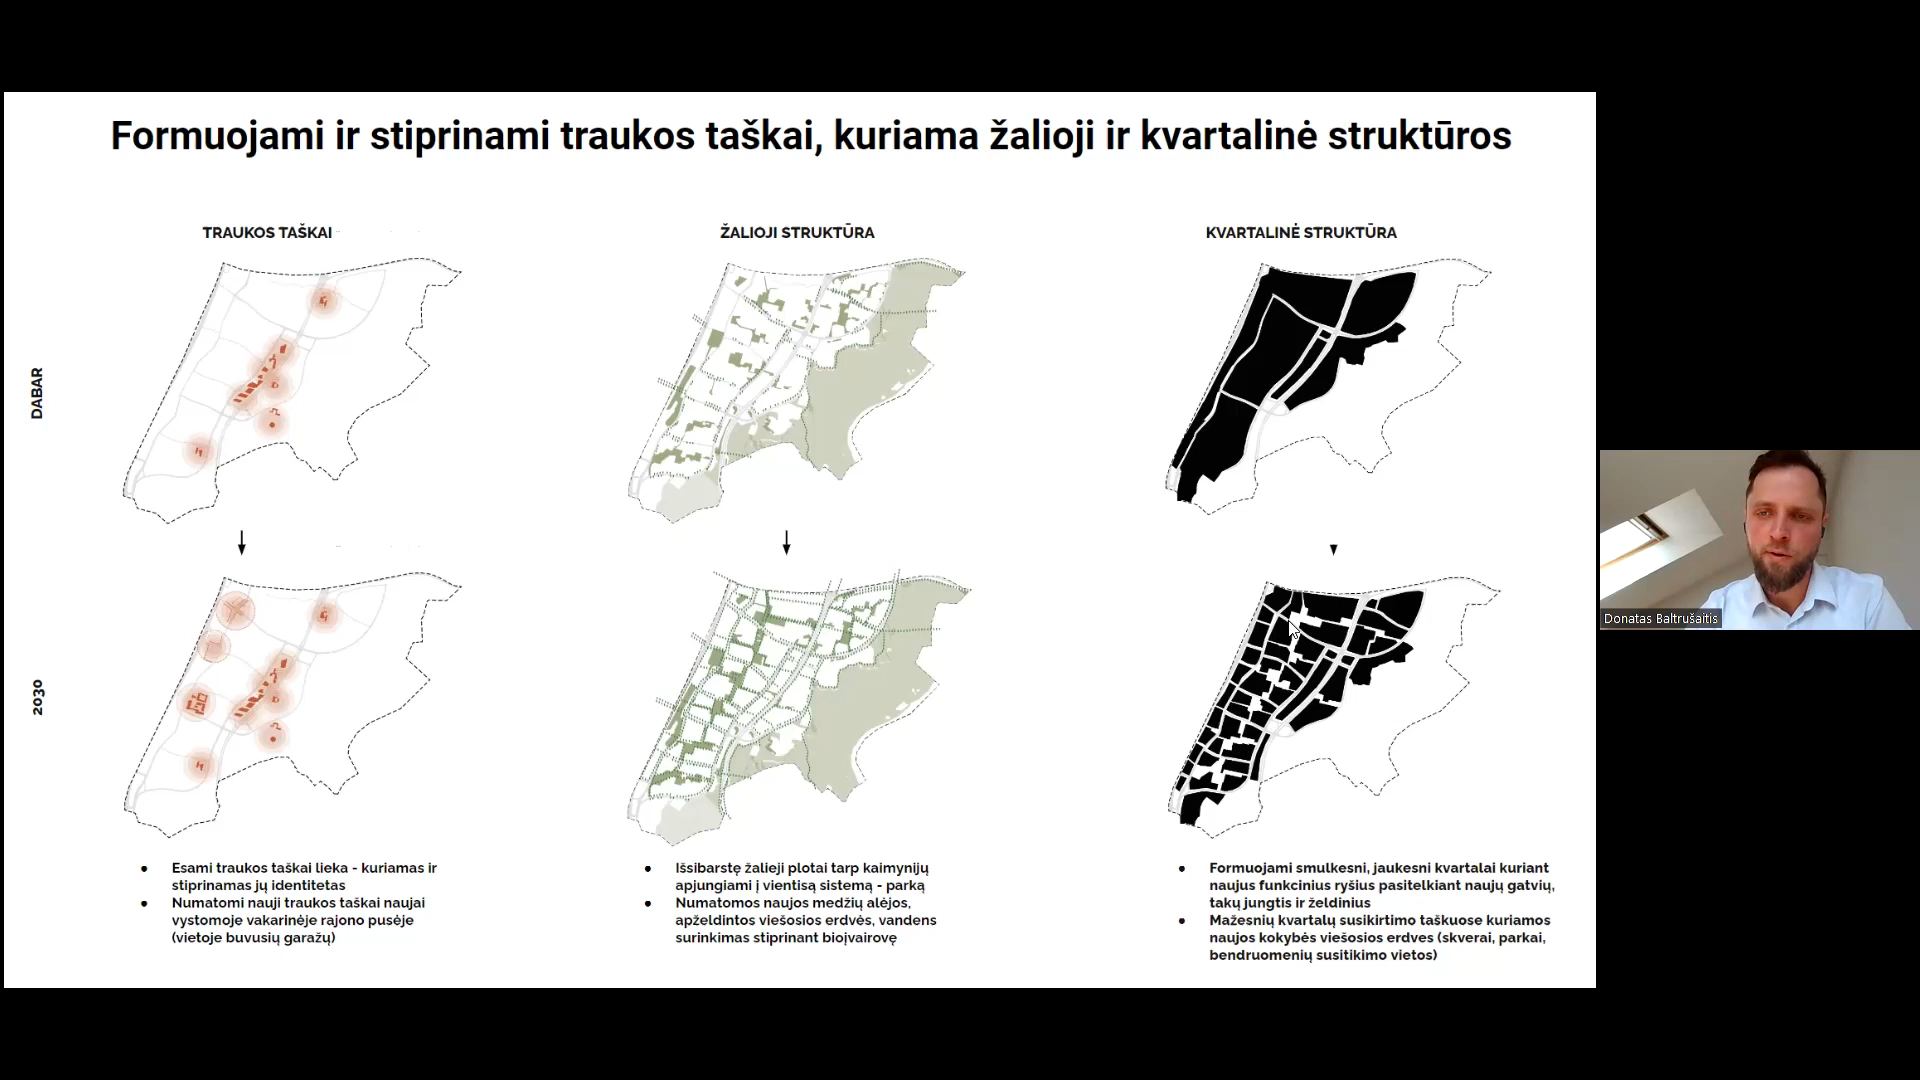 Formuojami ir stiprinami traukos taškai, kuriama žalioji ir kvartalinė struktūros
TRAUKOS TAŠKAI
ŽALIOJI STRUKTŪRA
KVARTALINĖ STRUKTŪRA
DABAR
2030
Esami traukos taškai lieka - kuriamas ir
stiprinamas jų identitetas
Numatomi nauji traukos taškai naujai
vystomoje vakarinėje rajono pusėje
(vietoje buvusių garažų)
Išsibarstę žalieji plotai tarp kaimynijų
apjungiami į vientisą sistemą - parką
Numatomos naujos medžių alėjos,
apželdintos viešosios erdvės, vandens
surinkimas stiprinant bioįvairovę
Formuojami smulkesni, jaukesni kvartalai kuriant
naujus funkcinius ryšius pasitelkiant naujų gatvių,
takų jungtis ir želdinius
Mažesnių kvartalų susikirtimo taškuose kuriamos
naujos kokybės viešosios erdves (skverai, parkai,
bendruomenių susitikimo vietos)
Donatas Baltrušaitis